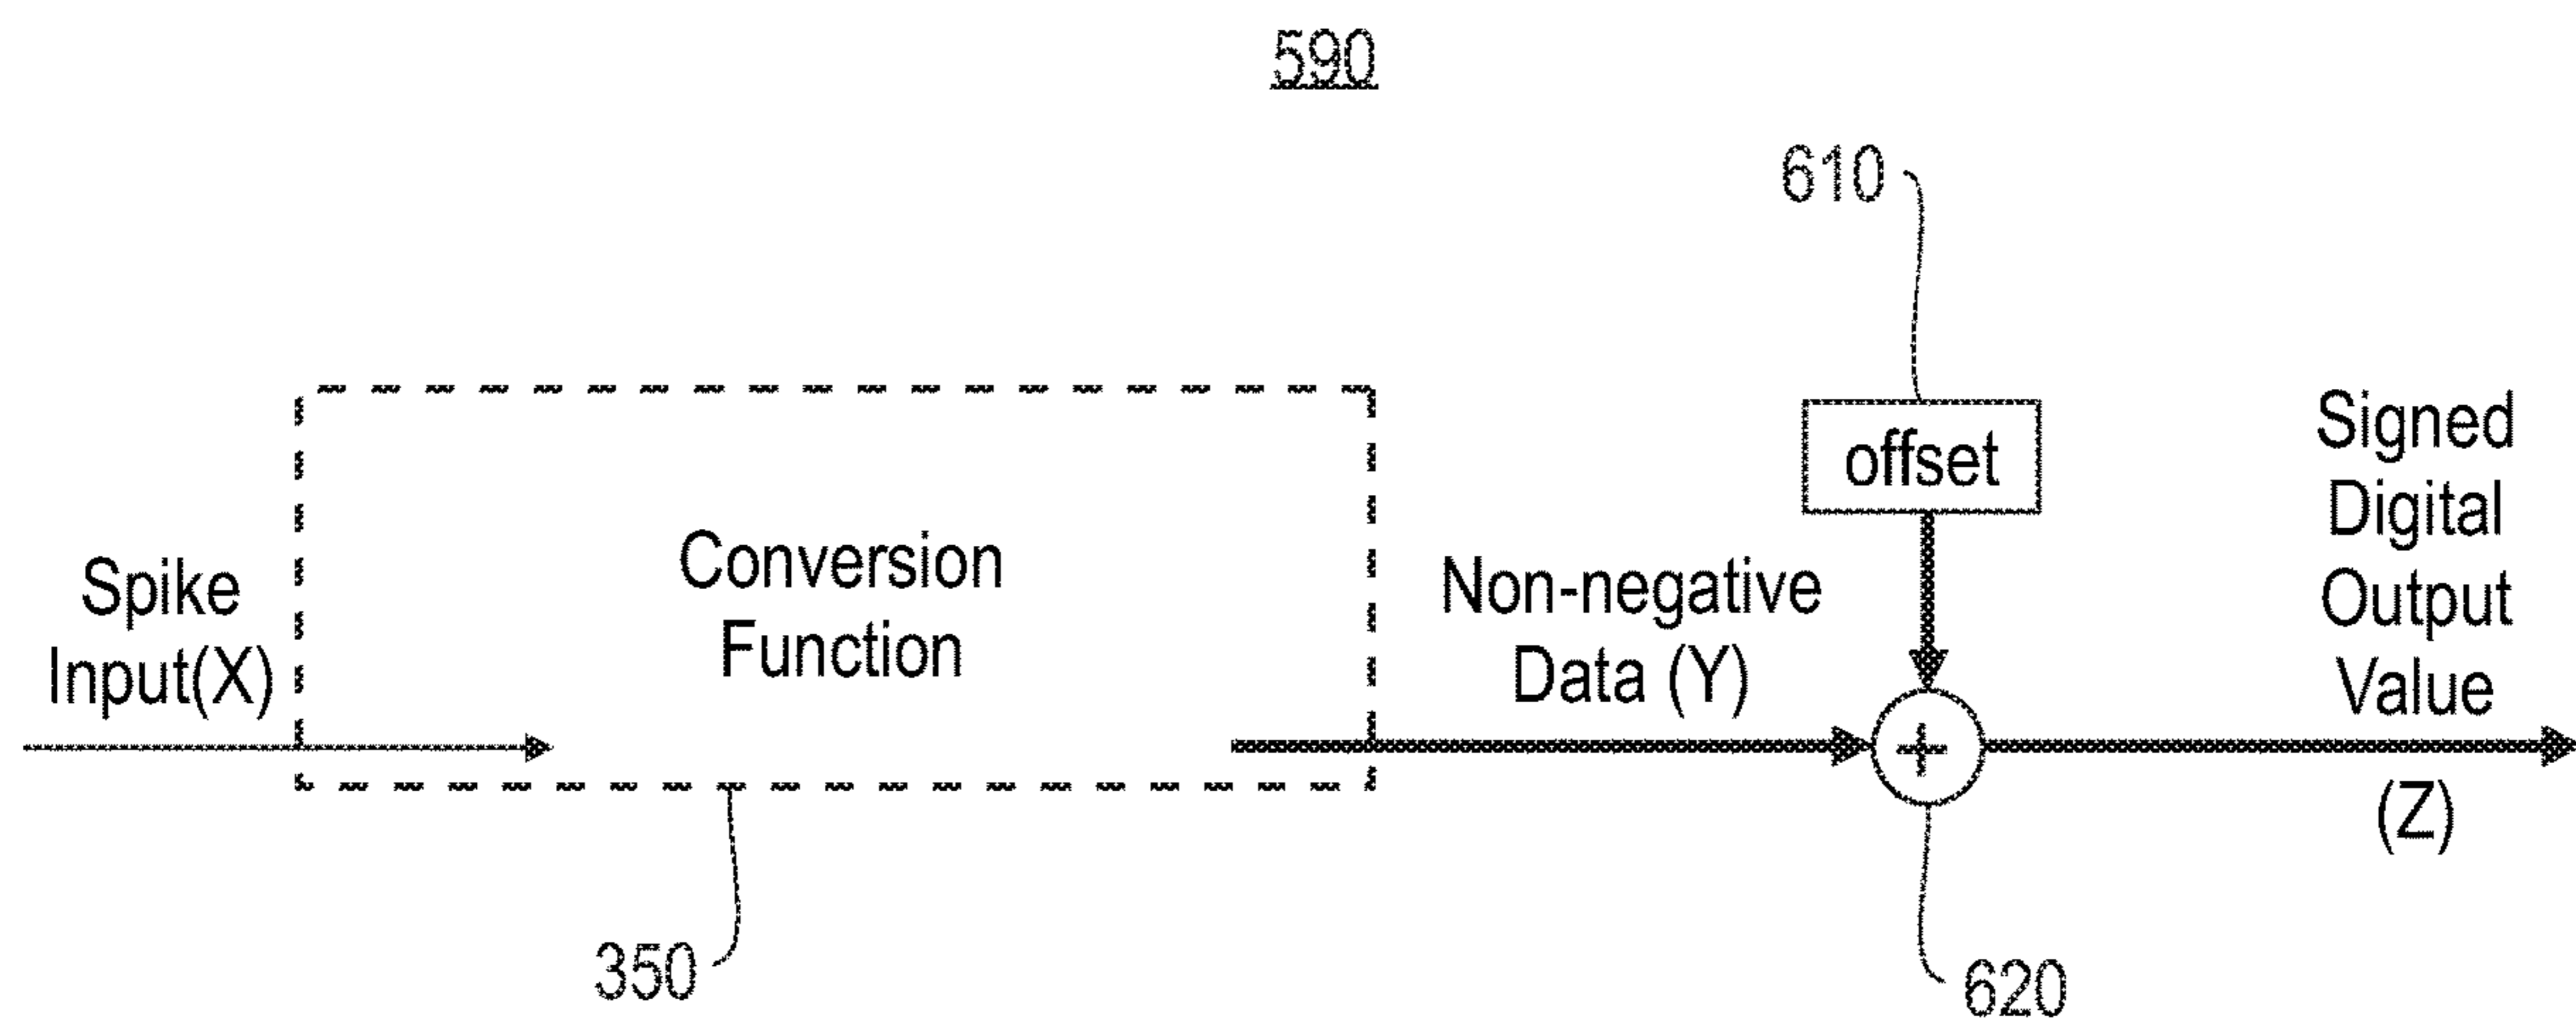 590
610
offset
Signed
Digital
Output
Value
(Z)
Conversion
Function
Spike
Input(X)
Non-negative
Data (Y)
+
350
620